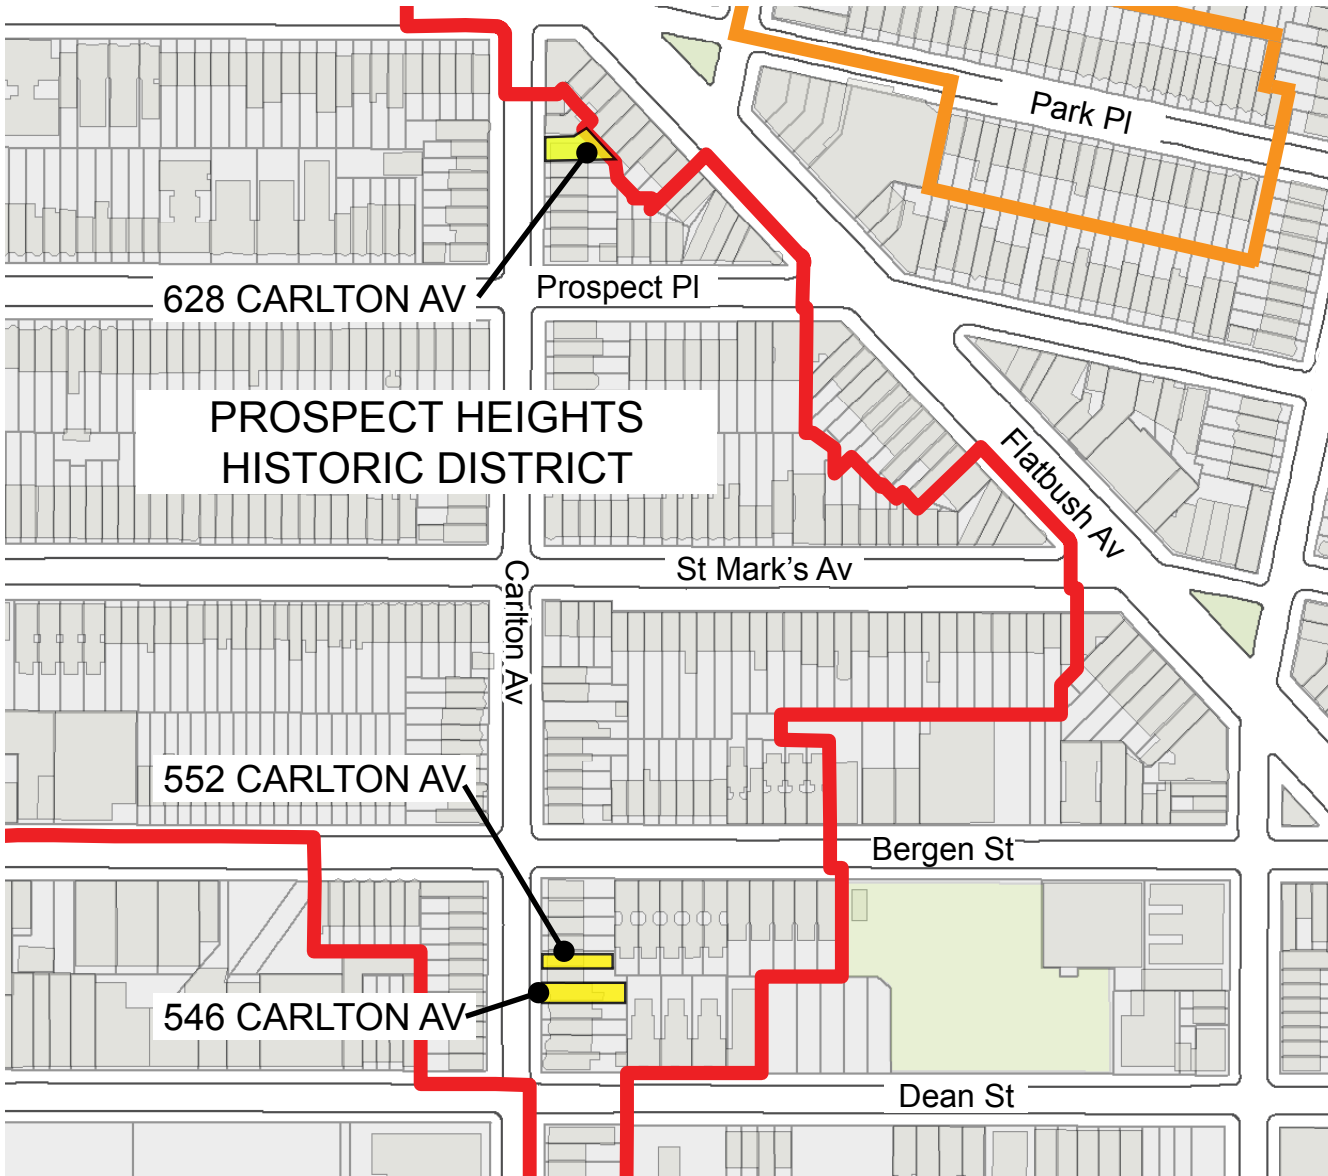 Park Pl
628 CARLTON AV
Prospect Pl
PROSPECT HEIGHTS
HISTORIC DISTRICT
Flatbush Av
St Mark's Av
Carlton Av
552 CARLTON AV
Bergen St
546 CARLTON AV
Dean St